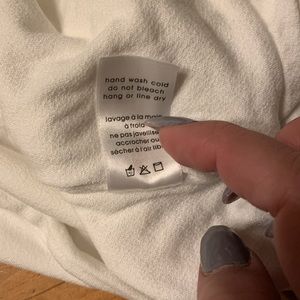 hand wash cold
do not bleach
hang or line dry
lavage à la main
à froid
ne pas javelliser
accrocher ou
sécher à l'air